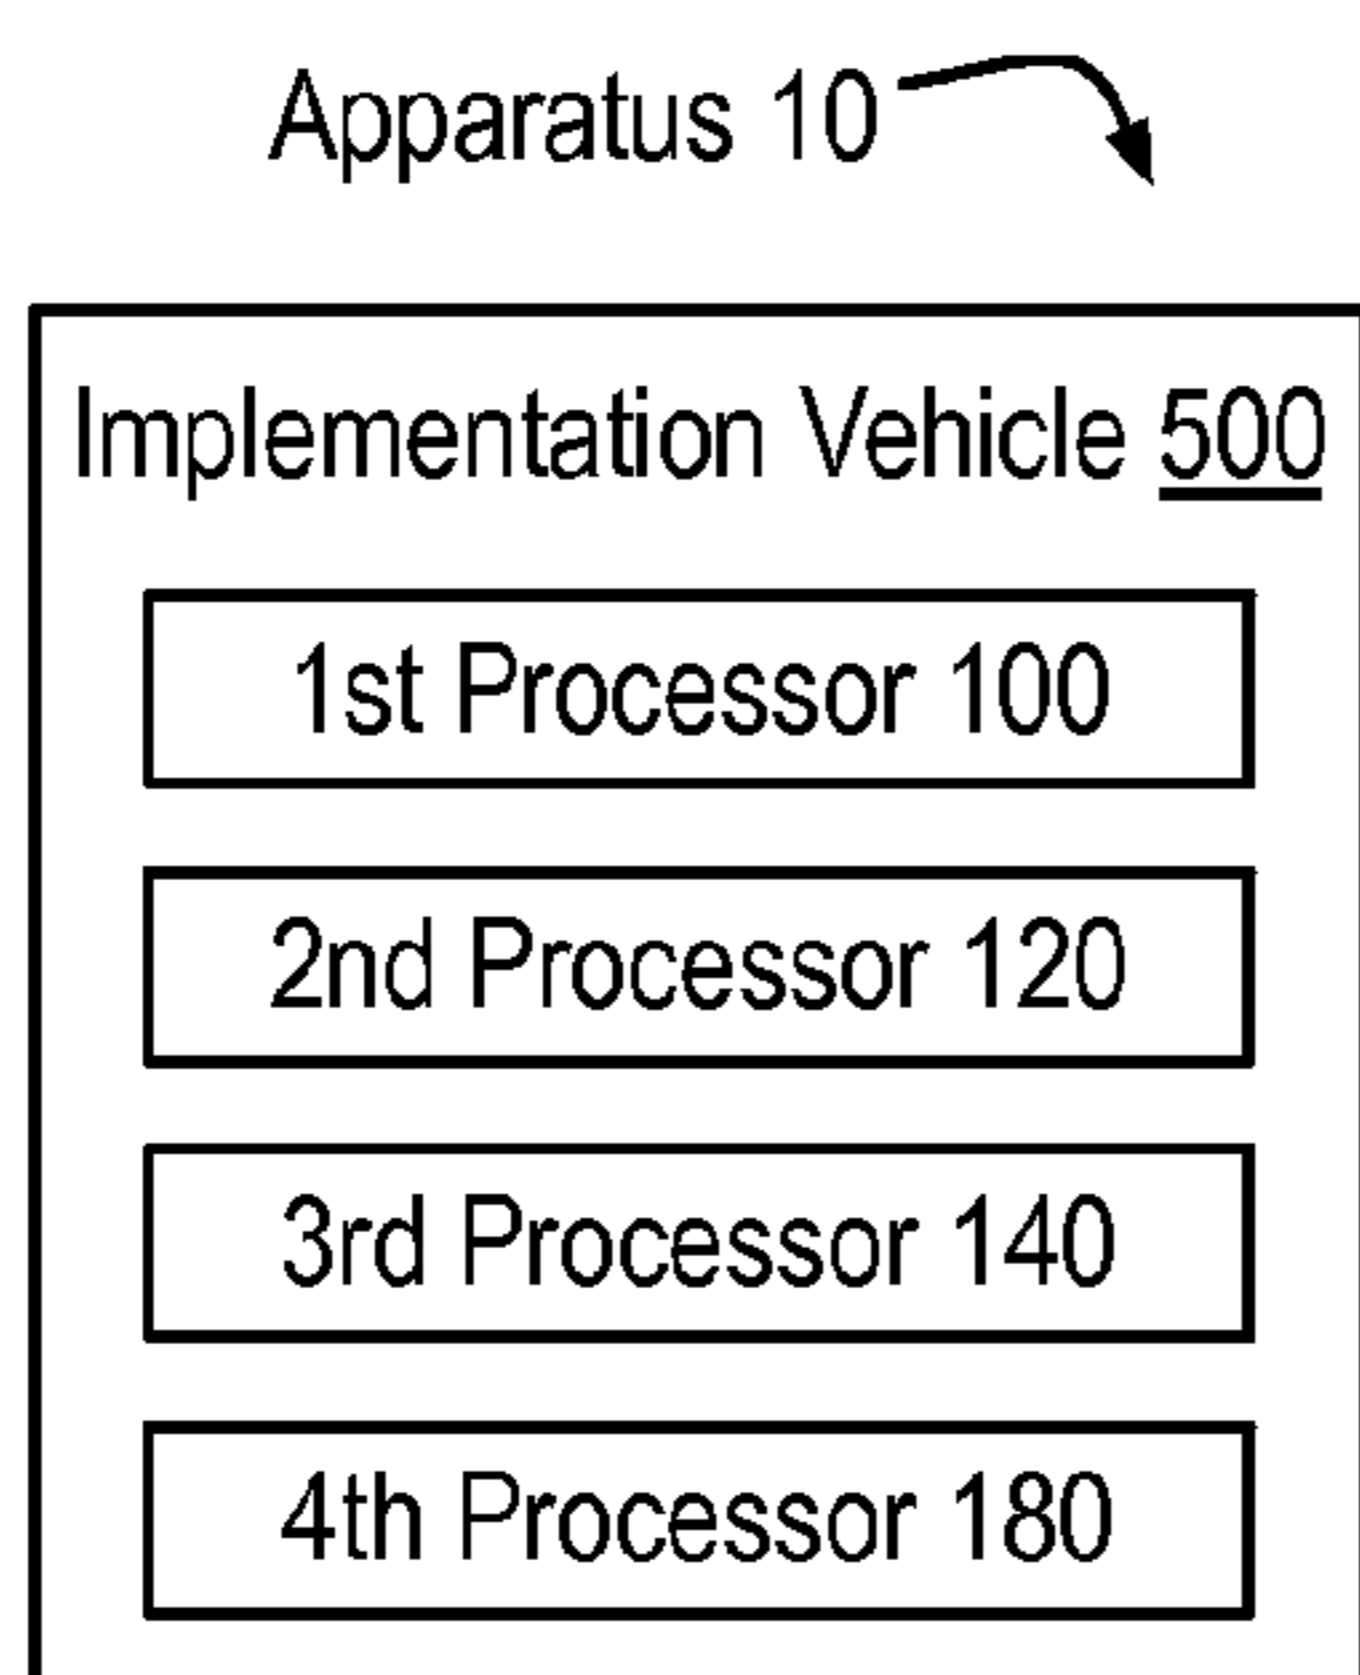 Apparatus 10
Implementation Vehicle 500
1st Processor 100
2nd Processor 120
3rd Processor 140
4th Processor 180